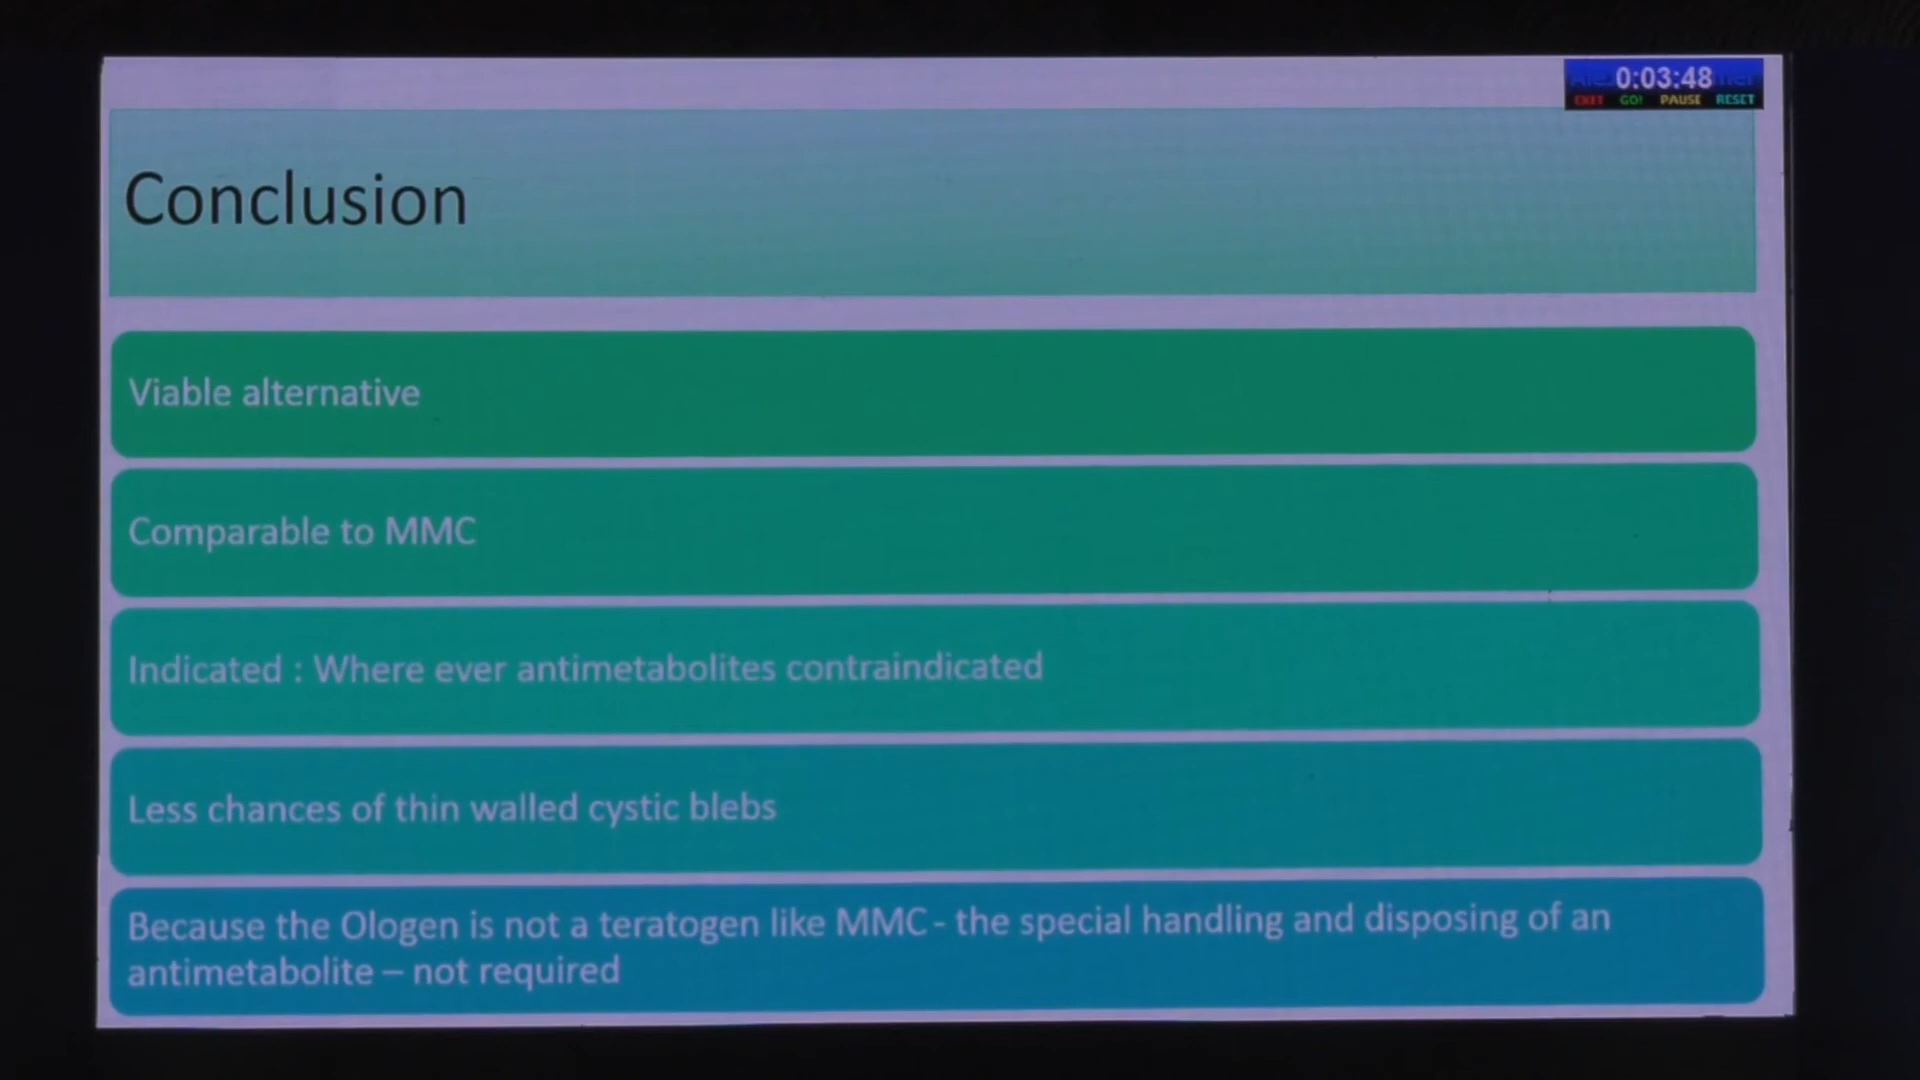 0:03:48
EXIT GO! PAUSE RESET
Conclusion
Viable alternative
Comparable to MMC
Indicated : Where ever antimetabolites contraindicated
Less chances of thin walled cystic blebs
Because the Ologen is not a teratogen like MMC - the special handling and disposing of an
antimetabolite – not required